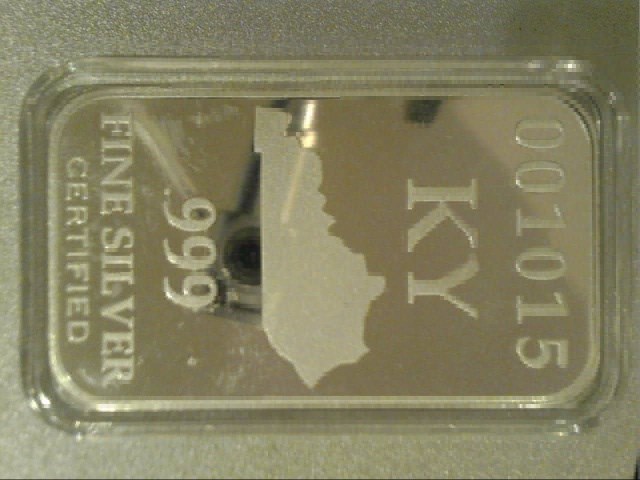 001015
KY
999
FINE SILVER
CERTIFIED